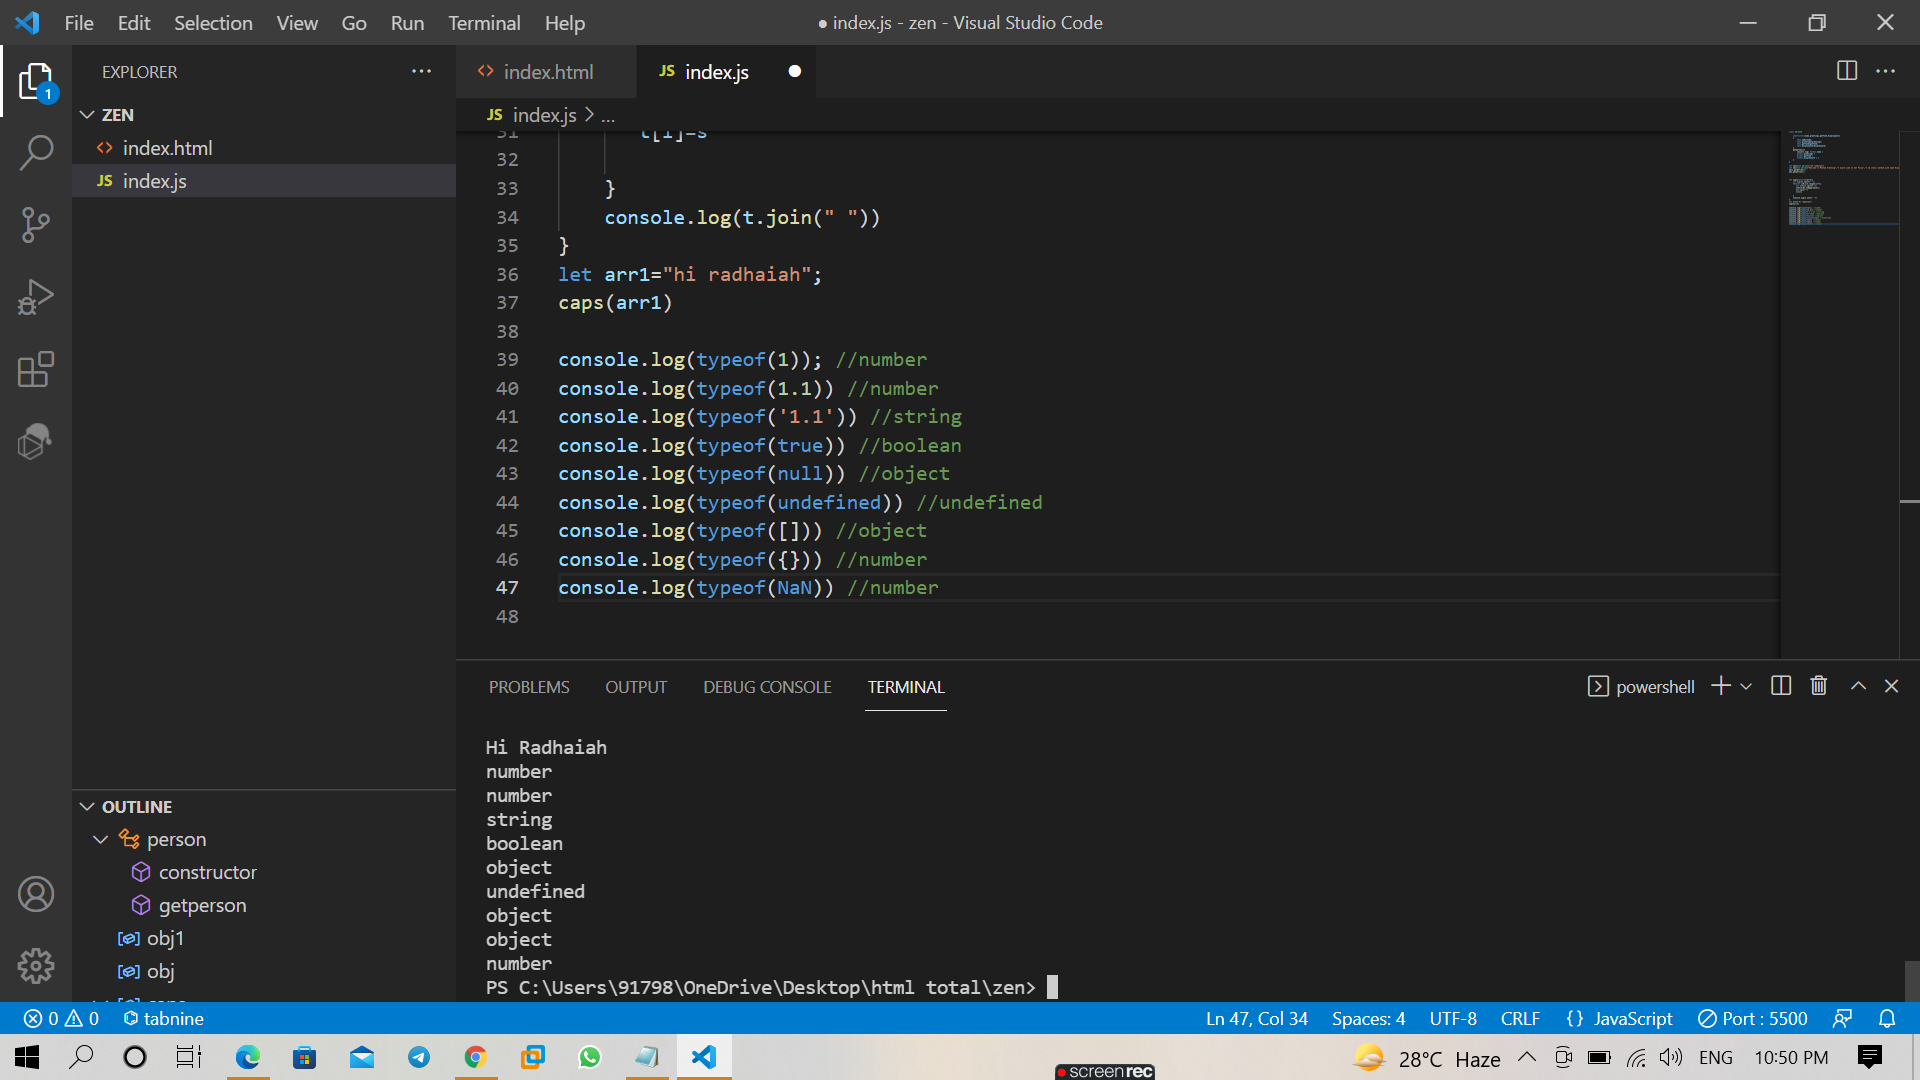 File Edit Selection View Go Run Terminal Help ● index.js - zen - Visual Studio Code
EXPLORER
index.html
JS index.js
1
ZEN
JS index.js > ...
index.html
JS index.js
31 t[i]=s
32
33 }
34 console.log(t.join(" "))
35 }
36 let arr1="hi radhaiah";
37 caps(arr1)
38
39 console.log(typeof(1)); //number
40 console.log(typeof(1.1)) //number
41 console.log(typeof('1.1')) //string
42 console.log(typeof(true)) //boolean
43 console.log(typeof(null)) //object
44 console.log(typeof(undefined)) //undefined
45 console.log(typeof([])) //object
46 console.log(typeof({})) //number
47 console.log(typeof(NaN)) //number
48
PROBLEMS OUTPUT DEBUG CONSOLE TERMINAL powershell
Hi Radhaiah
number
number
string
boolean
object
undefined
object
object
number
PS C:\Users\91798\OneDrive\Desktop\html total\zen>
OUTLINE
person
constructor
getperson
obj1
obj
0 0 tabnine Ln 47, Col 34 Spaces: 4 UTF-8 CRLF {} JavaScript Port : 5500
28°C Haze ENG 10:50 PM
screenrec